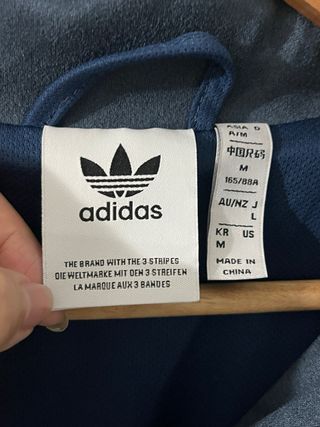 adidas
THE BRAND WITH THE 3 STRIPES
DIE WELTMARKE MIT DEN 3 STREIFEN
LA MARQUE AUX 3 BANDES
ASIA D
A/M
中国尺码
M
165/88A
AU/NZ J
L
KR US
M
MADE IN
CHINA